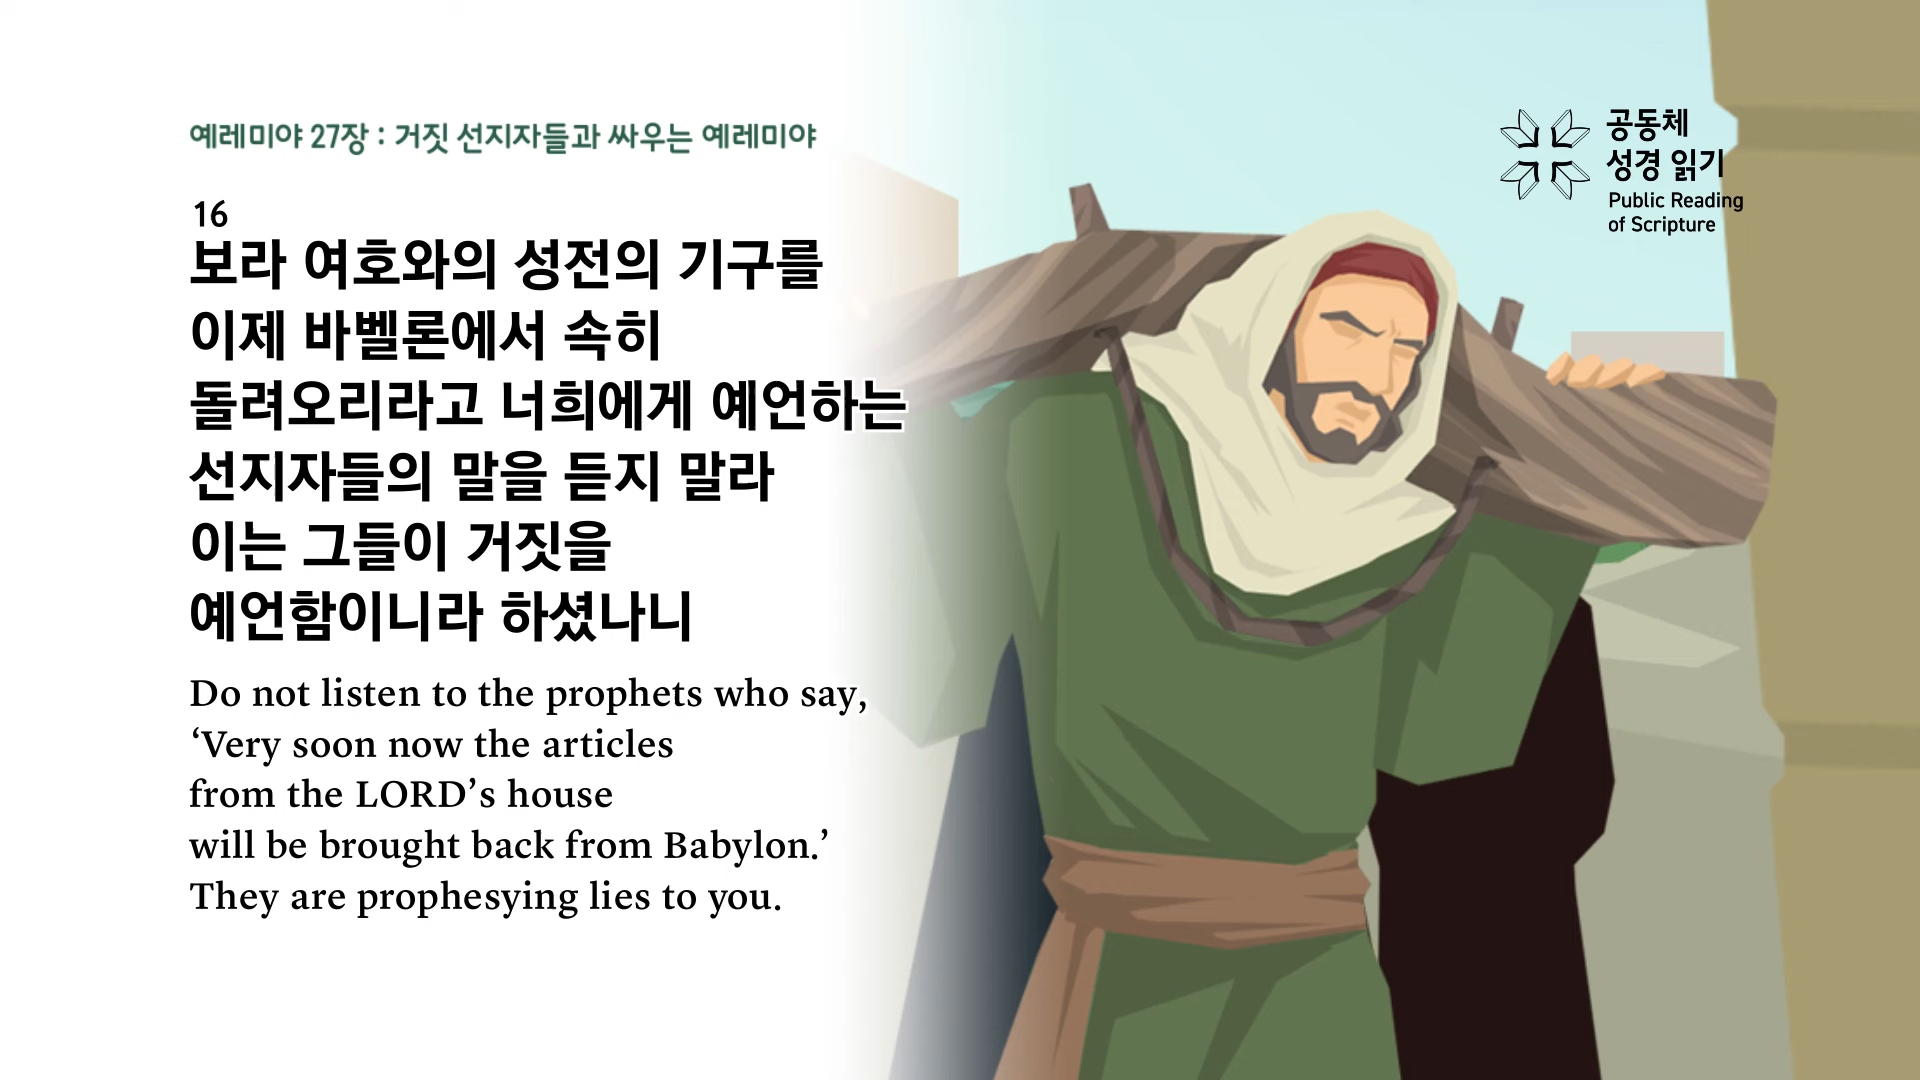 예레미야 27장 : 거짓 선지자들과 싸우는 예레미야
공동체
성경 읽기
Public Reading
of Scripture
16
보라 여호와의 성전의 기구를
이제 바벨론에서 속히
돌려오리라고 너희에게 예언하는
선지자들의 말을 듣지 말라
이는 그들이 거짓을
예언함이니라 하셨나니
Do not listen to the prophets who say,
‘Very soon now the articles
from the LORD’s house
will be brought back from Babylon.’
They are prophesying lies to you.